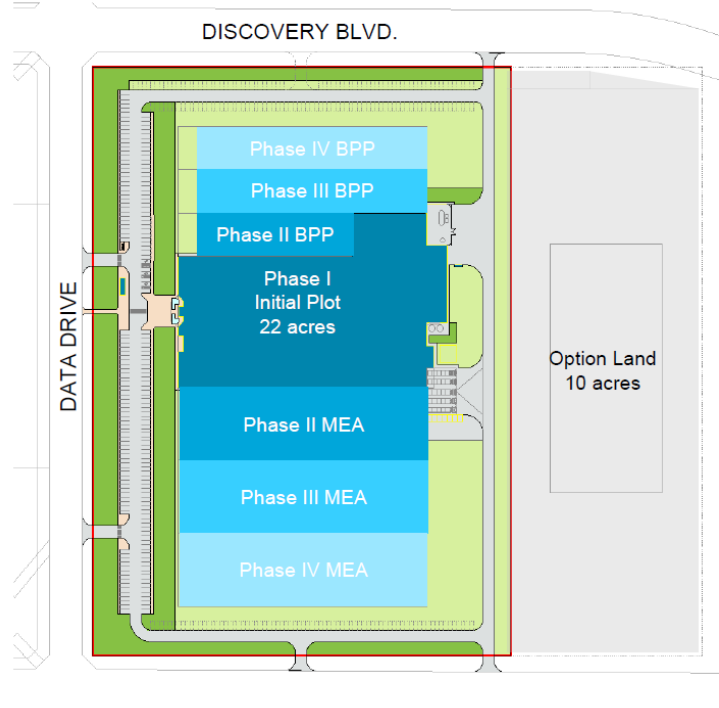 DISCOVERY BLVD.
Phase IV BPP
Phase III BPP
Phase II BPP
Phase I
Initial Plot
22 acres
DATA DRIVE
Option Land
10 acres
Phase II MEA
Phase III MEA
Phase IV MEA